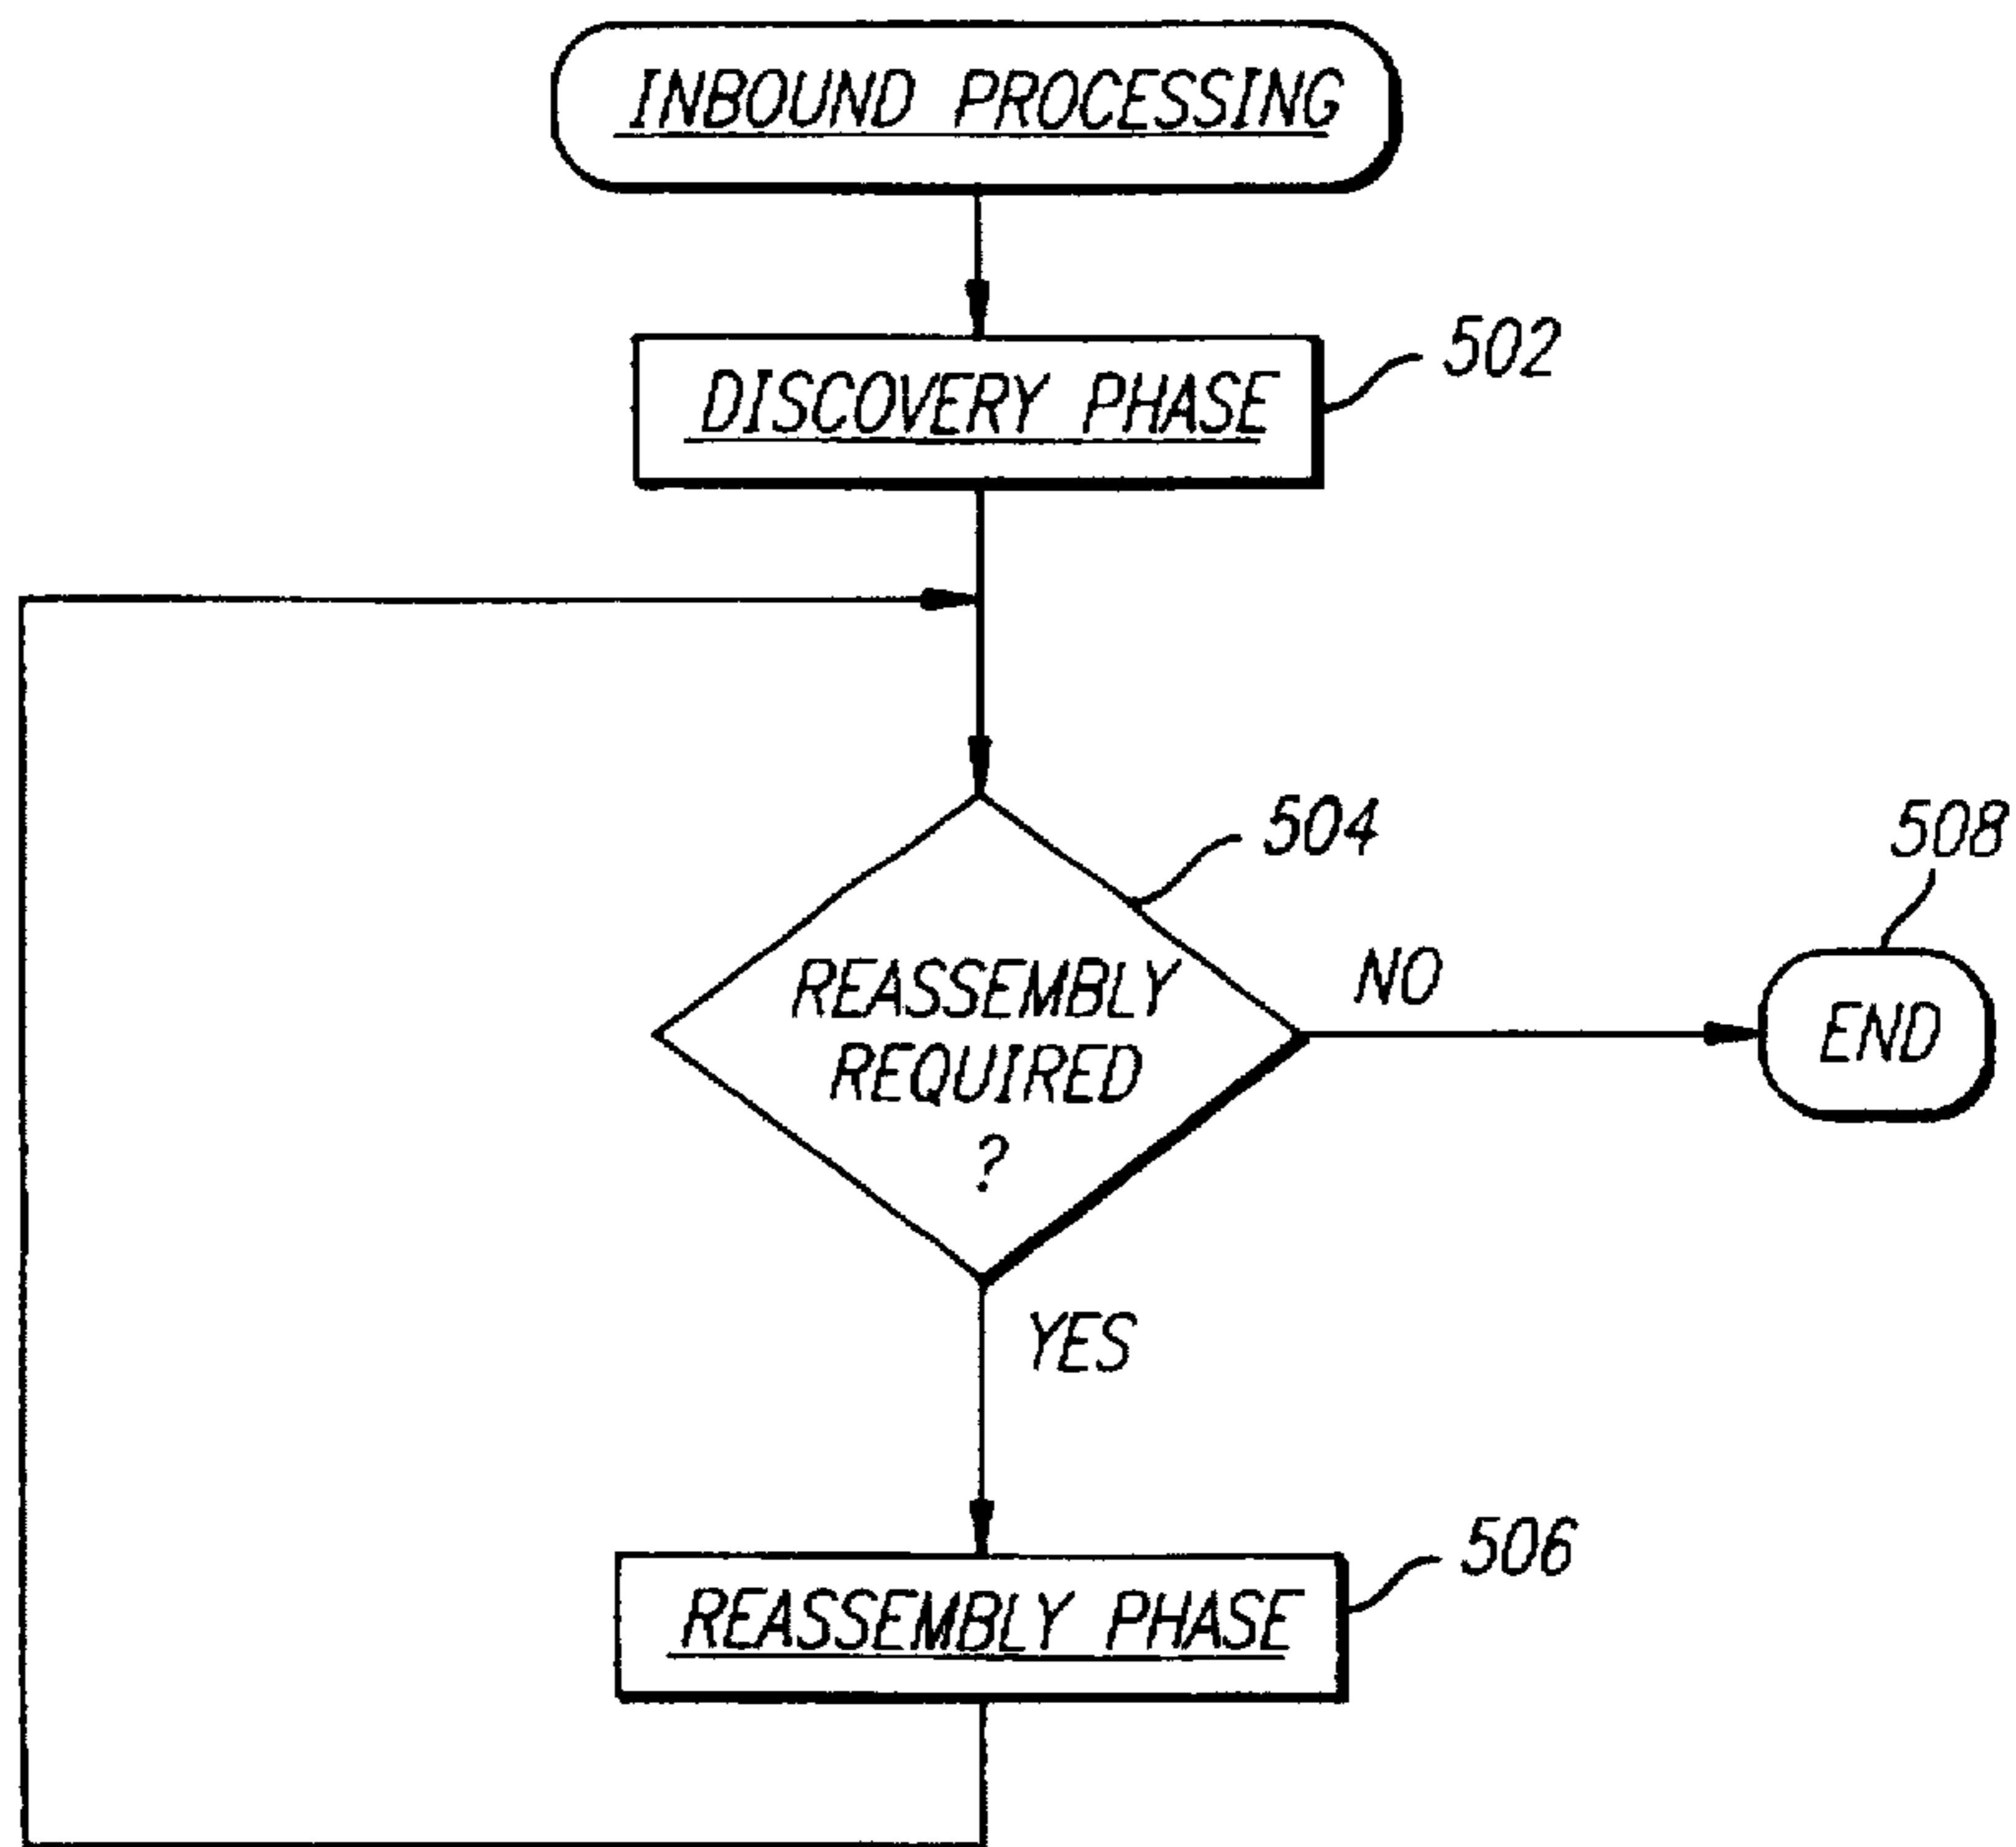 INBOUND PROCESSING
502
DISCOVERY PHASE
504
508
REASSEMBLY
REQUIRED
?
NO
END
YES
506
REASSEMBLY PHASE